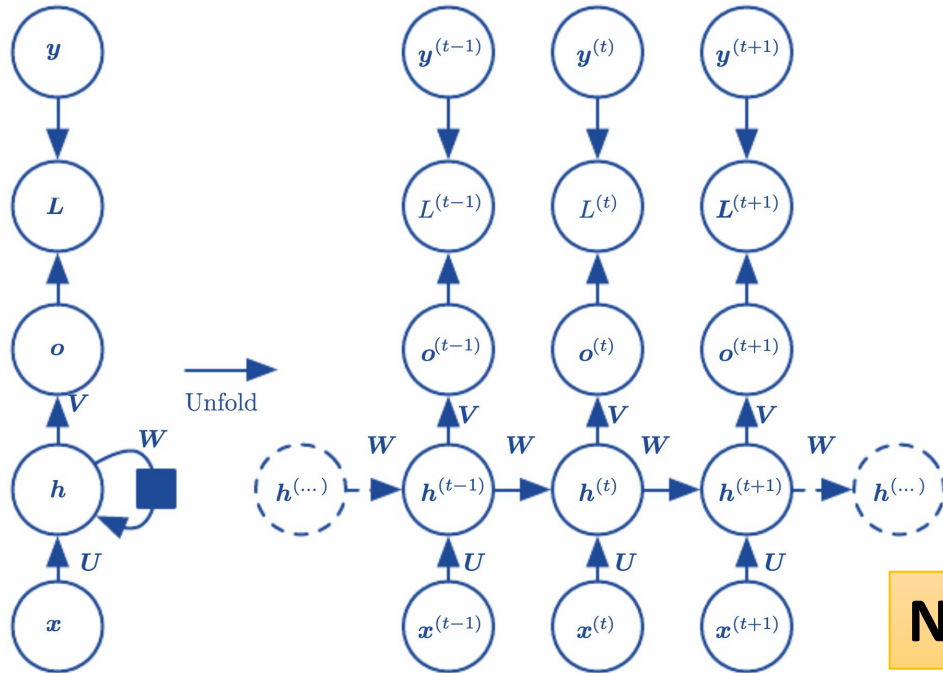 y y^(t−1) y^(t) y^(t+1)
L L^(t−1) L^(t) L^(t+1)
o o^(t−1) o^(t) o^(t+1)
Unfold
V V V V
W W W W W
h h^(...) h^(t−1) h^(t) h^(t+1) h^(...)
U U U U
x x^(t−1) x^(t) x^(t+1)
N